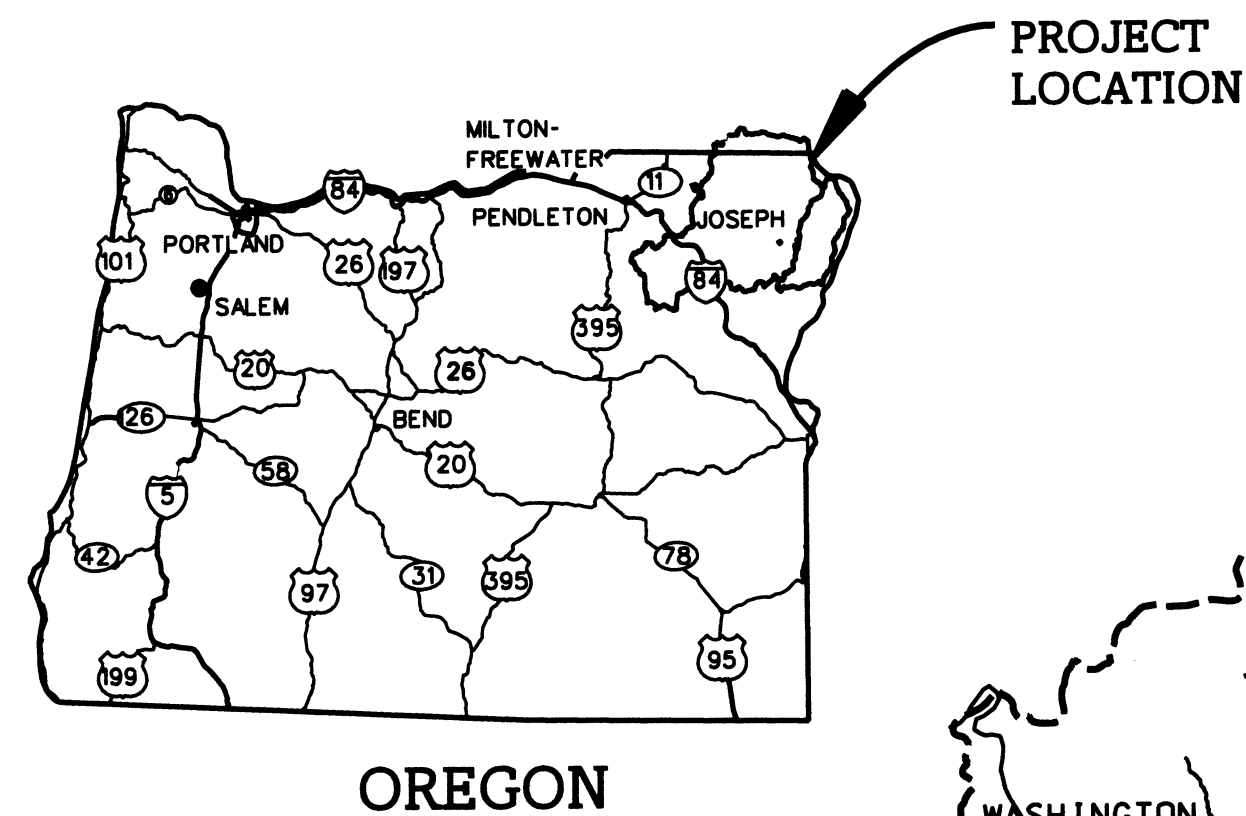 PROJECT
LOCATION
MILTON-
FREEWATER
84
11
6
PENDLETON
JOSEPH
PORTLAND
101
26
197
84
SALEM
395
20
26
26
BEND
20
58
5
42
78
31
395
97
95
199
OREGON
WASHINGTON